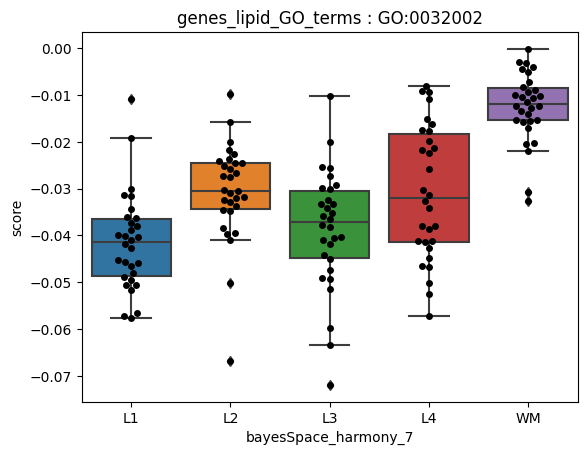 genes_lipid_GO_terms : GO:0032002
0.00
−0.01
−0.02
−0.03
−0.04
−0.05
−0.06
−0.07
score
L1 L2 L3 L4 WM
bayesSpace_harmony_7